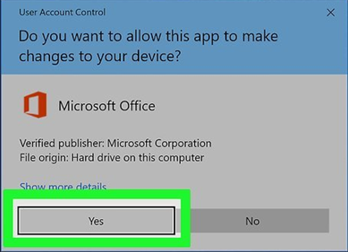 User Account Control
Do you want to allow this app to make
changes to your device?
Microsoft Office
Verified publisher: Microsoft Corporation
File origin: Hard drive on this computer
Show more details
Yes
No